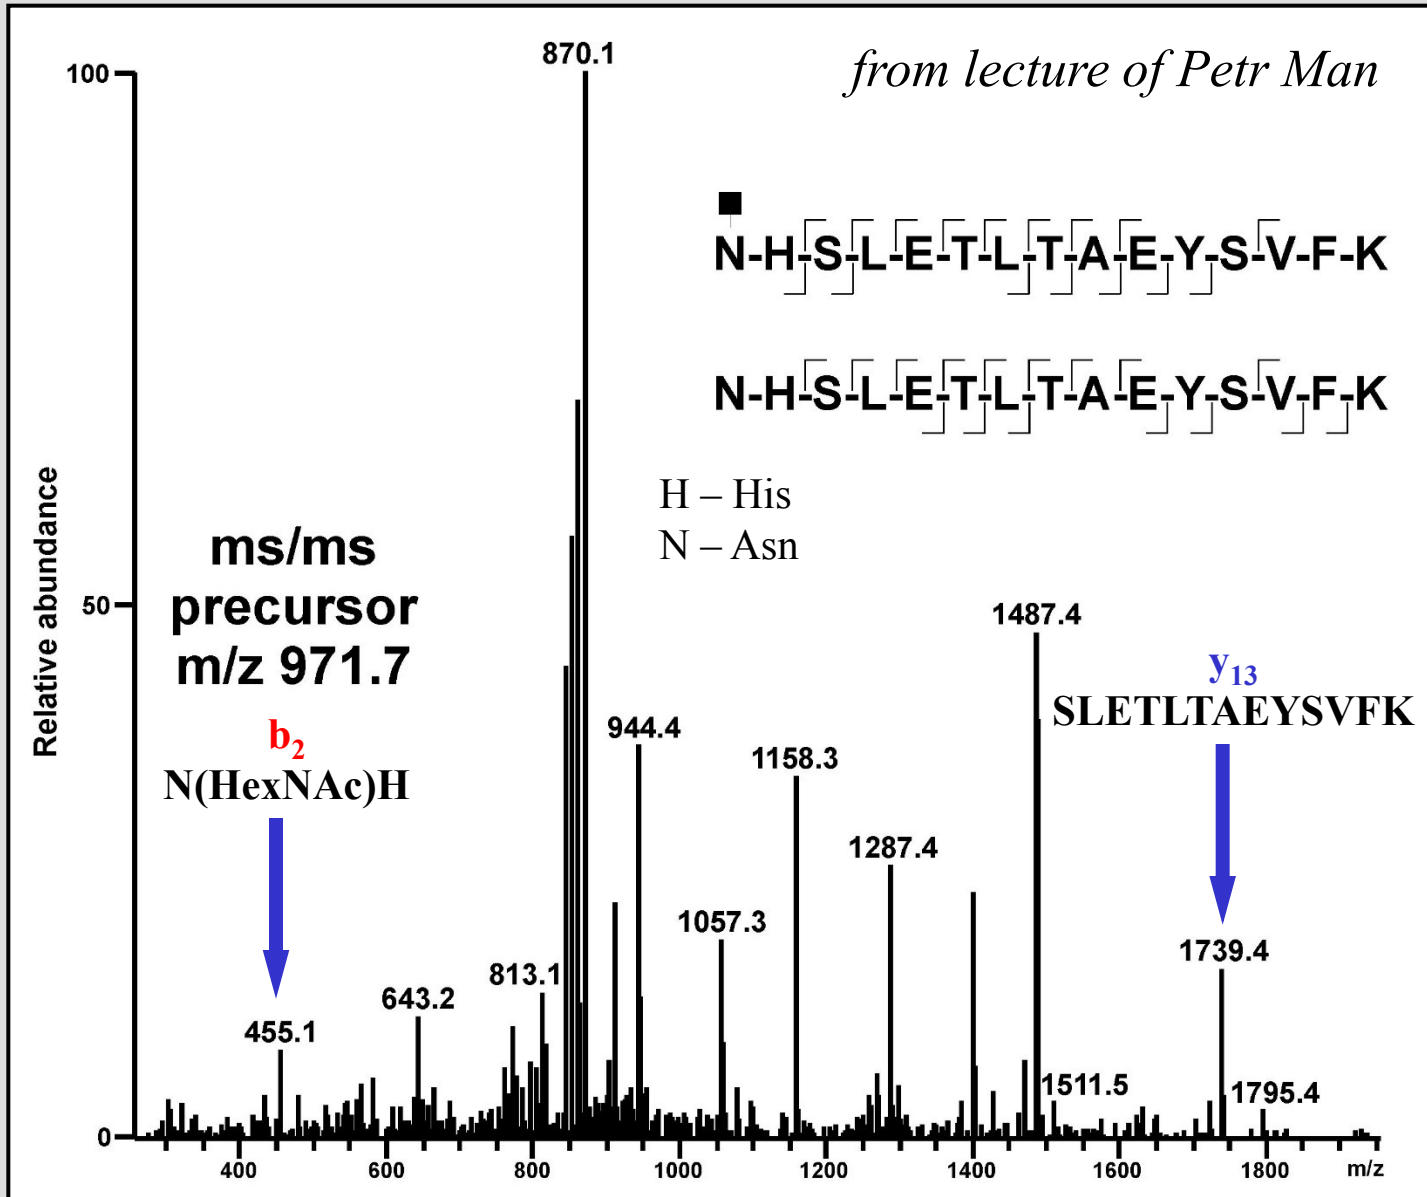 from lecture of Petr Man
100
870.1
N-H-S-L-E-T-L-T-A-E-Y-S-V-F-K
N-H-S-L-E-T-L-T-A-E-Y-S-V-F-K
H – His
N – Asn
Relative abundance
ms/ms
precursor
m/z 971.7
50
1487.4
y13
SLETLTAEYSVFK
b2
N(HexNAc)H
944.4
1158.3
1287.4
1057.3
1739.4
813.1
643.2
455.1
1511.5
1795.4
0
400 600 800 1000 1200 1400 1600 1800 m/z